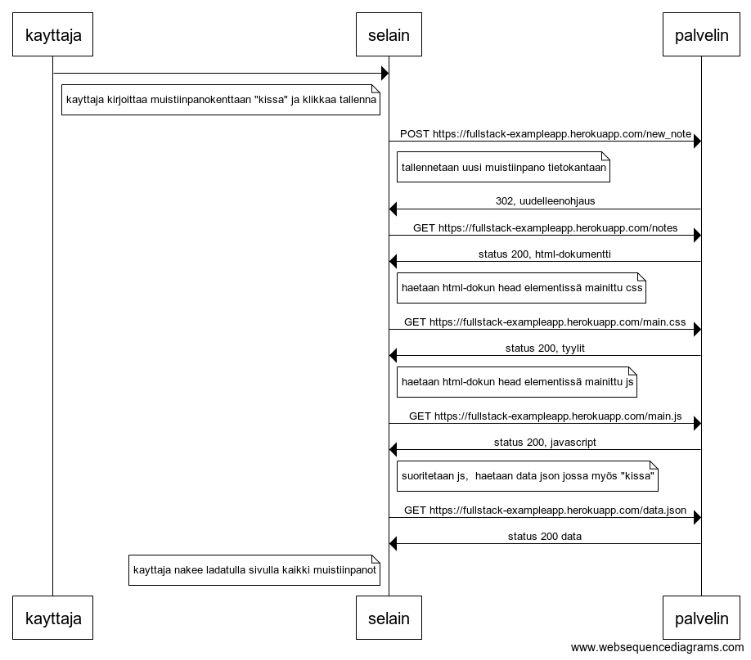 kayttaja
selain
palvelin
kayttaja kirjoittaa muistiinpanokenttaan "kissa" ja klikkaa tallenna
POST https://fullstack-exampleapp.herokuapp.com/new_note
tallennetaan uusi muistiinpano tietokantaan
302, uudelleenohjaus
GET https://fullstack-exampleapp.herokuapp.com/notes
status 200, html-dokumentti
haetaan html-dokun head elementissä mainittu css
GET https://fullstack-exampleapp.herokuapp.com/main.css
status 200, tyylit
haetaan html-dokun head elementissä mainittu js
GET https://fullstack-exampleapp.herokuapp.com/main.js
status 200, javascript
suoritetaan js,  haetaan data json jossa myös "kissa"
GET https://fullstack-exampleapp.herokuapp.com/data.json
status 200 data
kayttaja nakee ladatulla sivulla kaikki muistiinpanot
kayttaja
selain
palvelin
www.websequencediagrams.com